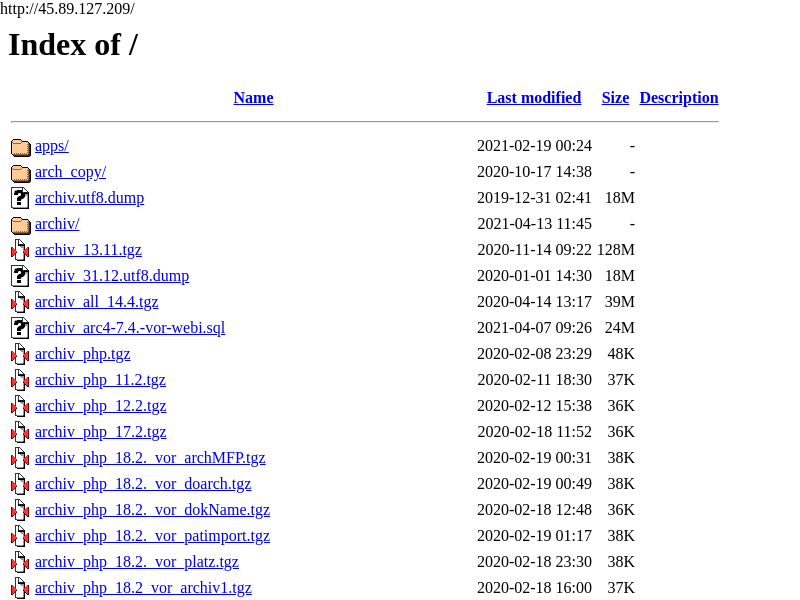 http://45.89.127.209/
Index of /
Name Last modified Size Description
apps/ 2021-02-19 00:24 -
arch_copy/ 2020-10-17 14:38 -
archiv.utf8.dump 2019-12-31 02:41 18M
archiv/ 2021-04-13 11:45 -
archiv_13.11.tgz 2020-11-14 09:22 128M
archiv_31.12.utf8.dump 2020-01-01 14:30 18M
archiv_all_14.4.tgz 2020-04-14 13:17 39M
archiv_arc4-7.4.-vor-webi.sql 2021-04-07 09:26 24M
archiv_php.tgz 2020-02-08 23:29 48K
archiv_php_11.2.tgz 2020-02-11 18:30 37K
archiv_php_12.2.tgz 2020-02-12 15:38 36K
archiv_php_17.2.tgz 2020-02-18 11:52 36K
archiv_php_18.2._vor_archMFP.tgz 2020-02-19 00:31 38K
archiv_php_18.2._vor_doarch.tgz 2020-02-19 00:49 38K
archiv_php_18.2._vor_dokName.tgz 2020-02-18 12:48 36K
archiv_php_18.2._vor_patimport.tgz 2020-02-19 01:17 38K
archiv_php_18.2._vor_platz.tgz 2020-02-18 23:30 38K
archiv_php_18.2_vor_archiv1.tgz 2020-02-18 16:00 37K